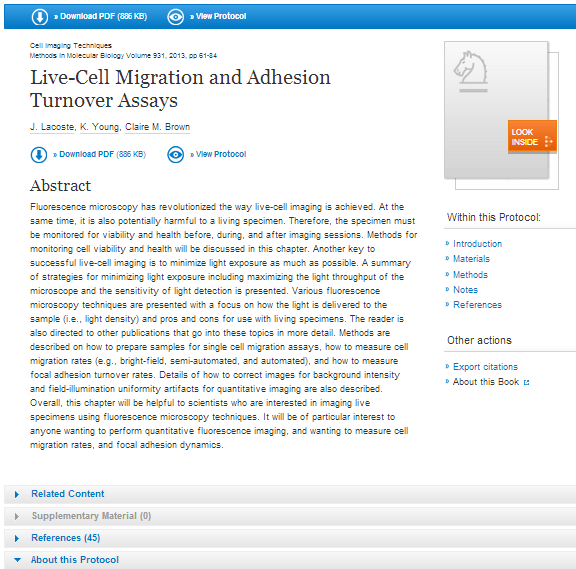 » Download PDF (886 KB) » View Protocol
Cell Imaging Techniques
Methods in Molecular Biology Volume 931, 2013, pp 61-84
Live-Cell Migration and Adhesion
Turnover Assays
J. Lacoste, K. Young, Claire M. Brown
» Download PDF (886 KB) » View Protocol
Abstract
Fluorescence microscopy has revolutionized the way live-cell imaging is achieved. At the
same time, it is also potentially harmful to a living specimen. Therefore, the specimen must
be monitored for viability and health before, during, and after imaging sessions. Methods for
monitoring cell viability and health will be discussed in this chapter. Another key to
successful live-cell imaging is to minimize light exposure as much as possible. A summary
of strategies for minimizing light exposure including maximizing the light throughput of the
microscope and the sensitivity of light detection is presented. Various fluorescence
microscopy techniques are presented with a focus on how the light is delivered to the
sample (i.e., light density) and pros and cons for use with living specimens. The reader is
also directed to other publications that go into these topics in more detail. Methods are
described on how to prepare samples for single cell migration assays, how to measure cell
migration rates (e.g., bright-field, semi-automated, and automated), and how to measure
focal adhesion turnover rates. Details of how to correct images for background intensity
and field-illumination uniformity artifacts for quantitative imaging are also described.
Overall, this chapter will be helpful to scientists who are interested in imaging live
specimens using fluorescence microscopy techniques. It will be of particular interest to
anyone wanting to perform quantitative fluorescence imaging, and wanting to measure cell
migration rates, and focal adhesion dynamics.
LOOK
INSIDE
Within this Protocol:
» Introduction
» Materials
» Methods
» Notes
» References
Other actions
» Export citations
» About this Book
Related Content
Supplementary Material (0)
References (45)
About this Protocol